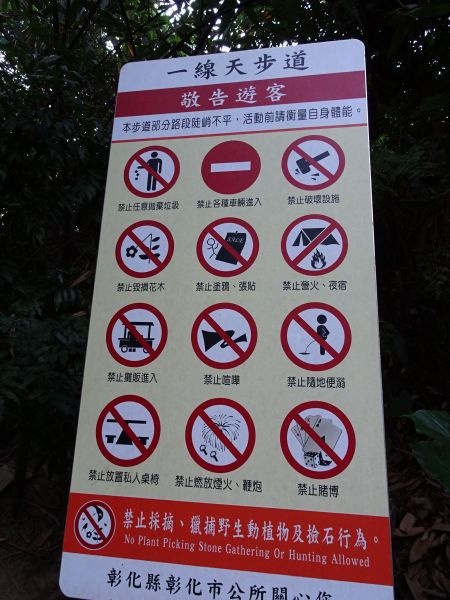 一線天步道
敬告遊客
本步道部分路段陡峭不平，活動前請衡量自身體能。
禁止任意拋棄垃圾 禁止各種車輛進入 禁止破壞設施
SALE
禁止毀損花木 禁止塗鴉、張貼 禁止營火、夜宿
禁止攤販進入 禁止喧嘩 禁止隨地便溺
禁止放置私人桌椅 禁止燃放煙火、鞭炮 禁止賭博
禁止採摘、獵捕野生動植物及撿石行為。
No Plant Picking Stone Gathering Or Hunting Allowed
彰化縣彰化市公所關心您